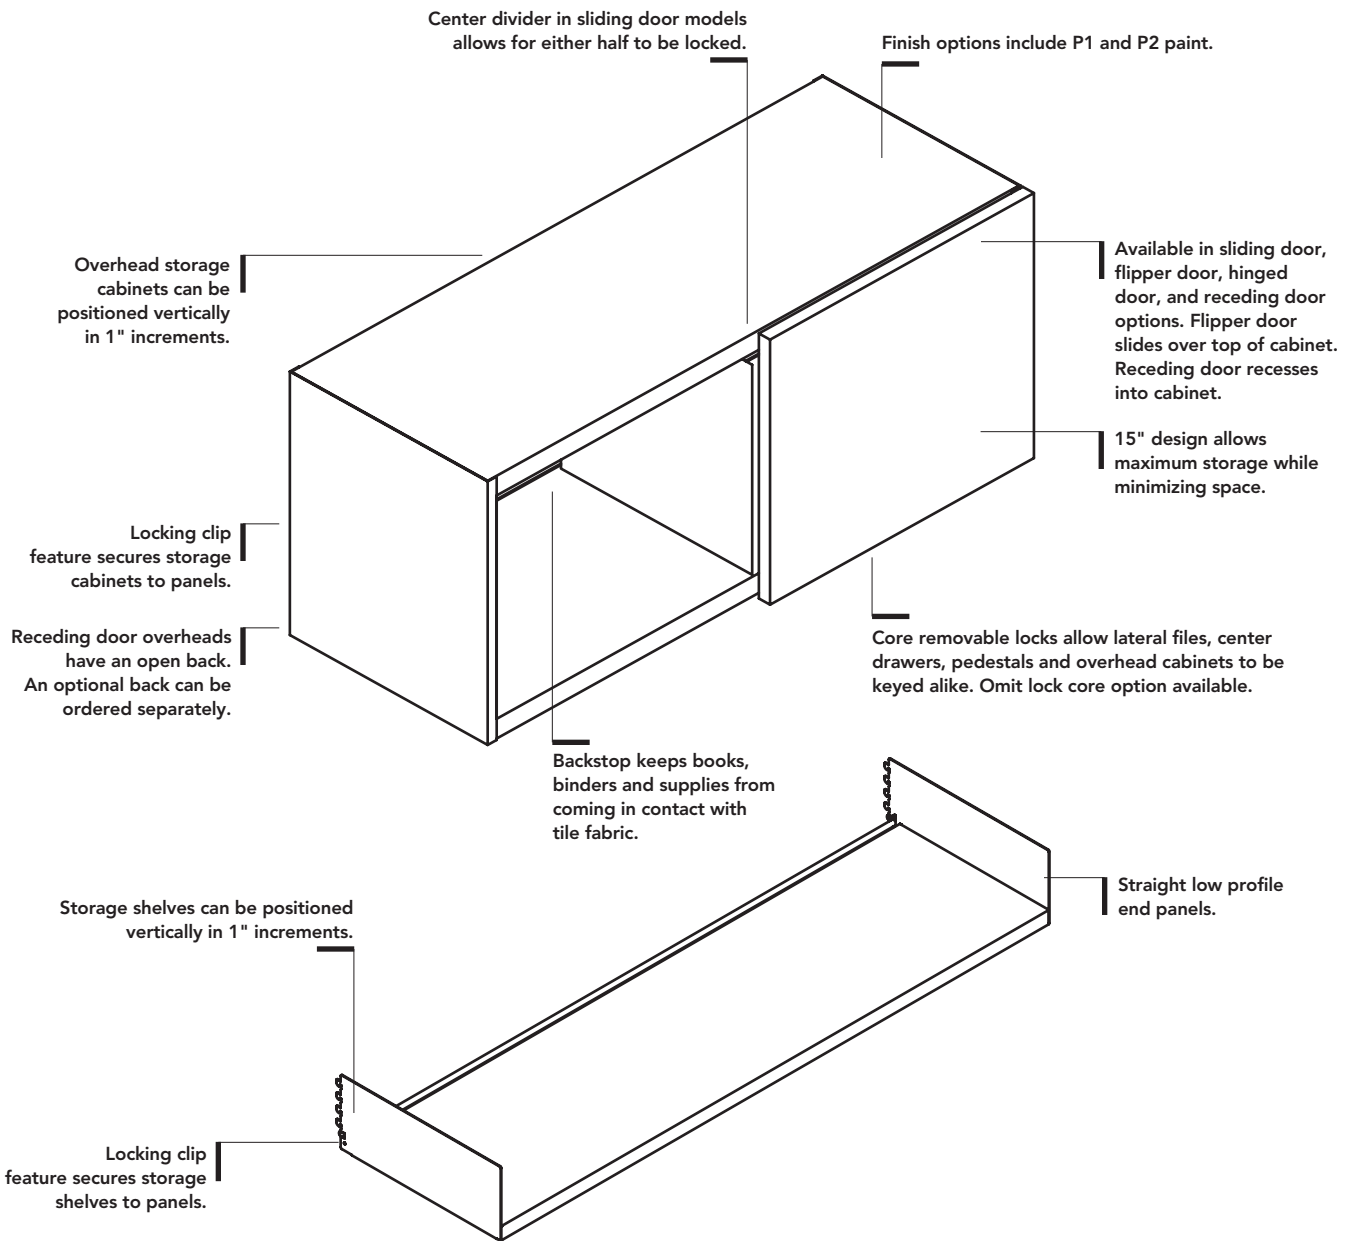 Center divider in sliding door models
allows for either half to be locked.
Finish options include P1 and P2 paint.
Overhead storage
cabinets can be
positioned vertically
in 1" increments.
Available in sliding door,
flipper door, hinged
door, and receding door
options. Flipper door
slides over top of cabinet.
Receding door recesses
into cabinet.
15" design allows
maximum storage while
minimizing space.
Locking clip
feature secures storage
cabinets to panels.
Receding door overheads
have an open back.
An optional back can be
ordered separately.
Core removable locks allow lateral files, center
drawers, pedestals and overhead cabinets to be
keyed alike. Omit lock core option available.
Backstop keeps books,
binders and supplies from
coming in contact with
tile fabric.
Straight low profile
end panels.
Storage shelves can be positioned
vertically in 1" increments.
Locking clip
feature secures storage
shelves to panels.